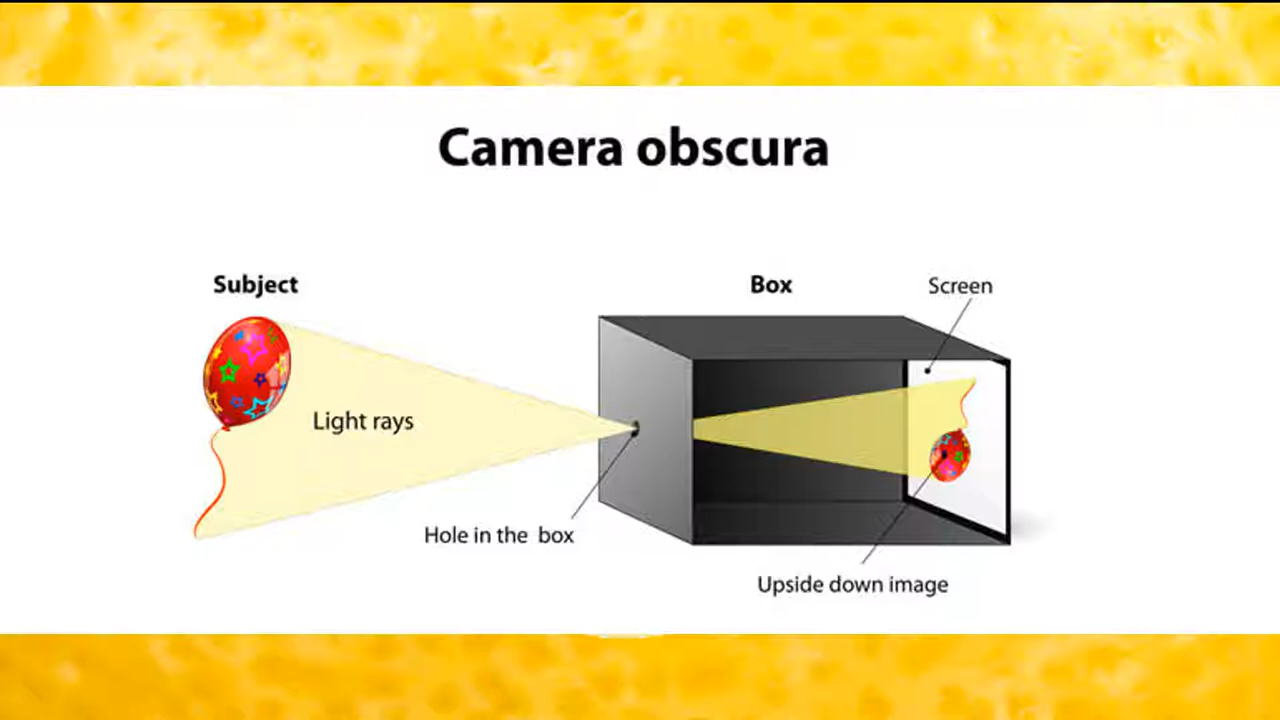 Camera obscura
Subject
Box
Screen
Light rays
Hole in the box
Upside down image